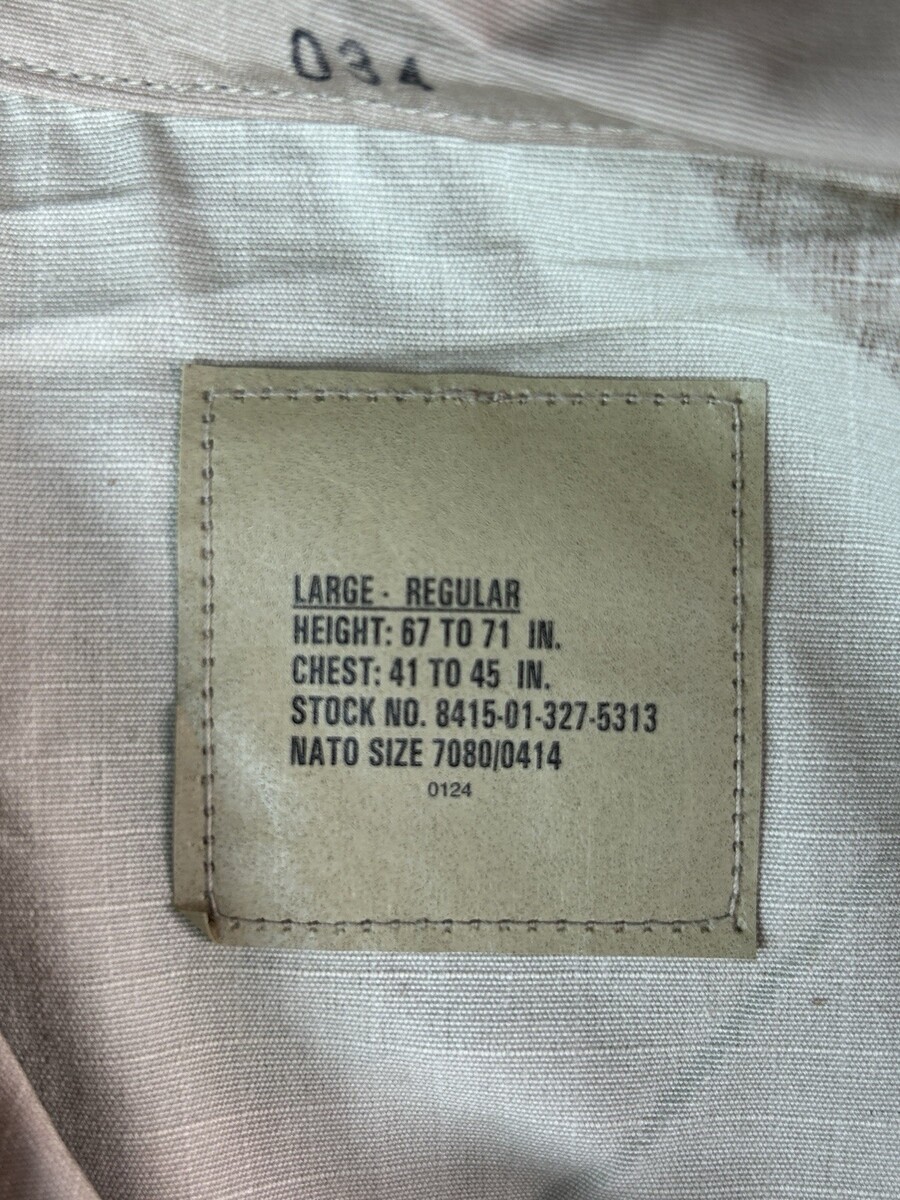 034
LARGE - REGULAR
HEIGHT: 67 TO 71 IN.
CHEST: 41 TO 45 IN.
STOCK NO. 8415-01-327-5313
NATO SIZE 7080/0414
0124